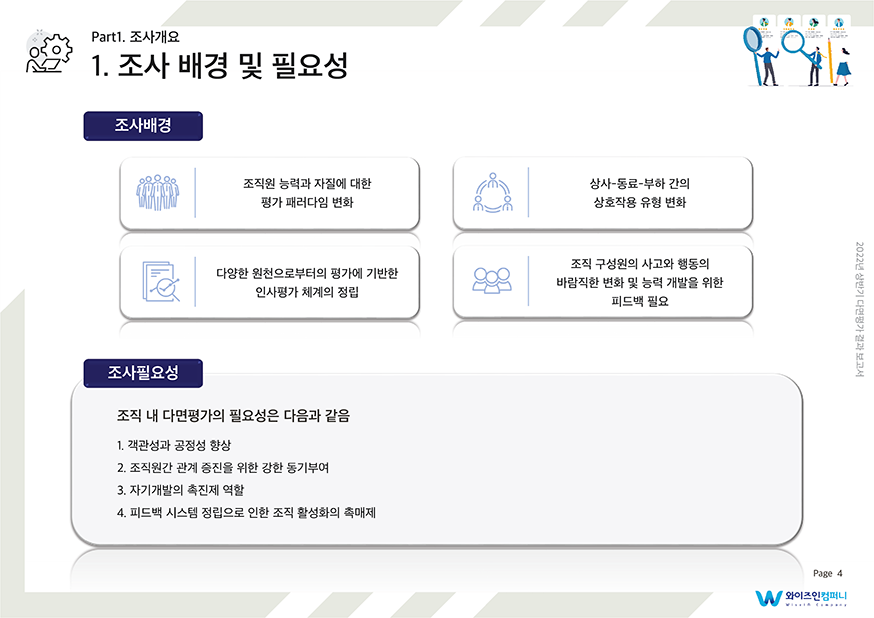 Part1. 조사개요
1. 조사 배경 및 필요성
조사배경
조직원 능력과 자질에 대한
평가 패러다임 변화
상사-동료-부하 간의
상호작용 유형 변화
다양한 원천으로부터의 평가에 기반한
인사평가 체계의 정립
조직 구성원의 사고와 행동의
바람직한 변화 및 능력 개발을 위한
피드백 필요
조사필요성
조직 내 다면평가의 필요성은 다음과 같음
1. 객관성과 공정성 향상
2. 조직원간 관계 증진을 위한 강한 동기부여
3. 자기개발의 촉진제 역할
4. 피드백 시스템 정립으로 인한 조직 활성화의 촉매제
2022년 상반기 다면평가 결과 보고서
Page 4
와이즈인컴퍼니
WiseIn Company